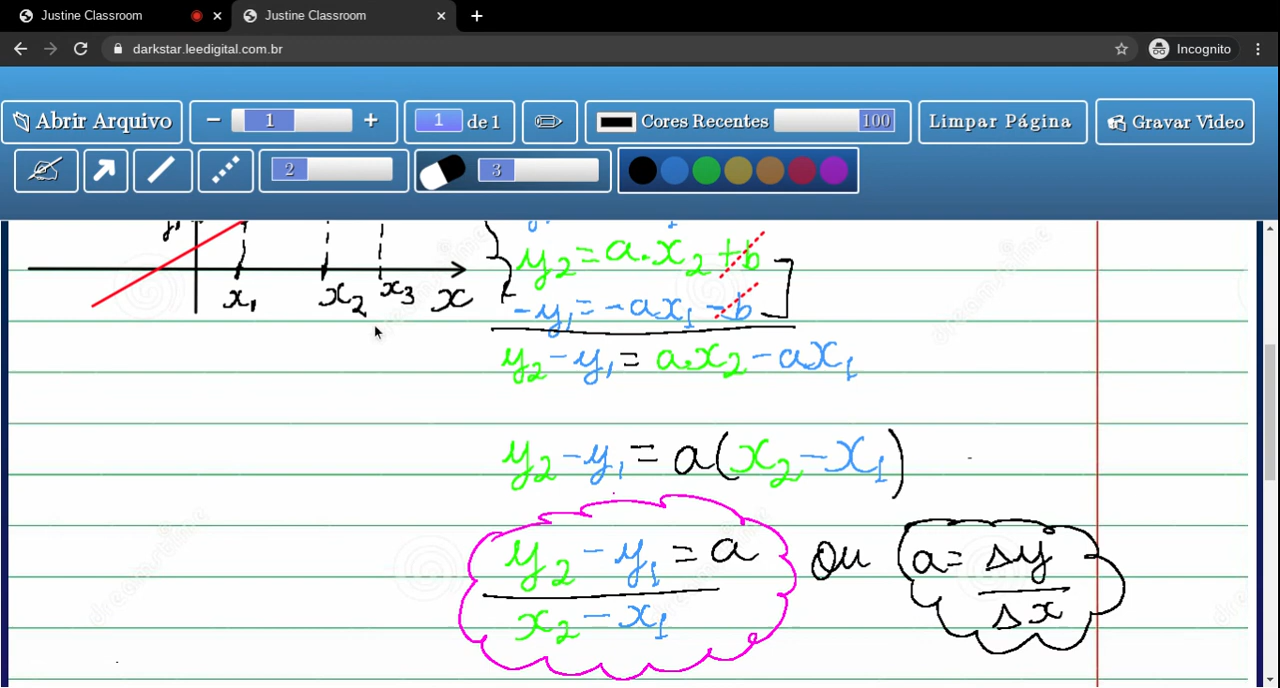 Justine Classroom
Justine Classroom
darkstar.leedigital.com.br
Incognito
Abrir Arquivo
− 1 +
1 de 1
Cores Recentes 100
Limpar Página
Gravar Video
2
3
y₂ = a.x₂ + b
x₁ x₂ x₃ x
-y₁ = -ax₁ - b
y₂ - y₁ = a.x₂ - ax₁
y₂ - y₁ = a(x₂ - x₁)
y₂ - y₁ = a ou a = Δy
x₂ - x₁ Δx
dreamstime